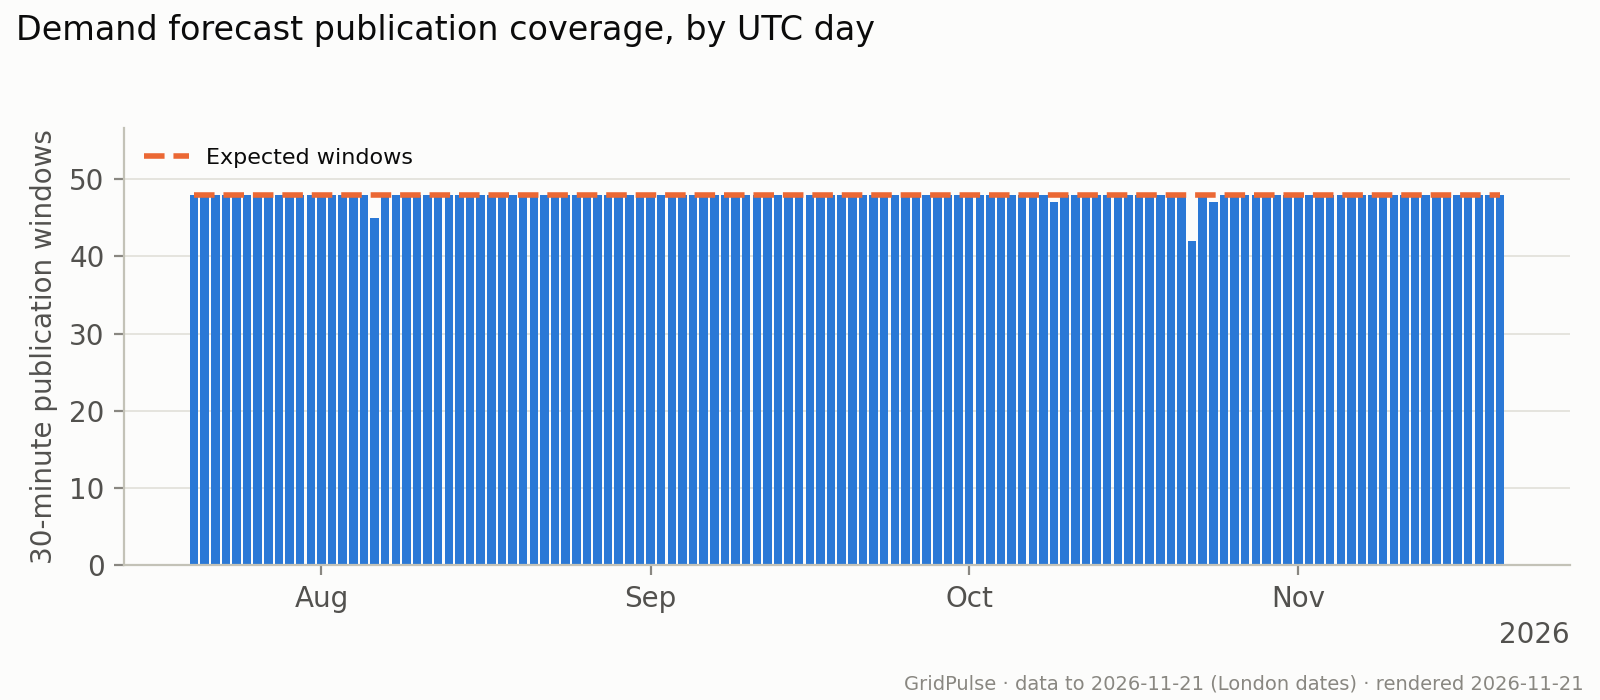 Demand forecast publication coverage, by UTC day
30-minute publication windows
Expected windows
50
40
30
20
10
0
Aug Sep Oct Nov
2026
GridPulse · data to 2026-11-21 (London dates) · rendered 2026-11-21